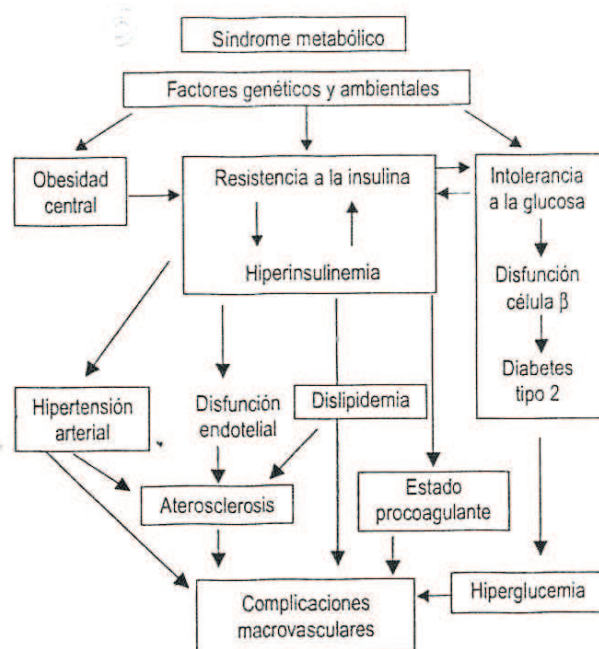 Síndrome metabólico
Factores genéticos y ambientales
Obesidad
central
Resistencia a la insulina
Hiperinsulinemia
Intolerancia
a la glucosa
Disfunción
célula β
Diabetes
tipo 2
Hipertensión
arterial
Disfunción
endotelial
Dislipidemia
Aterosclerosis
Estado
procoagulante
Complicaciones
macrovasculares
Hiperglucemia